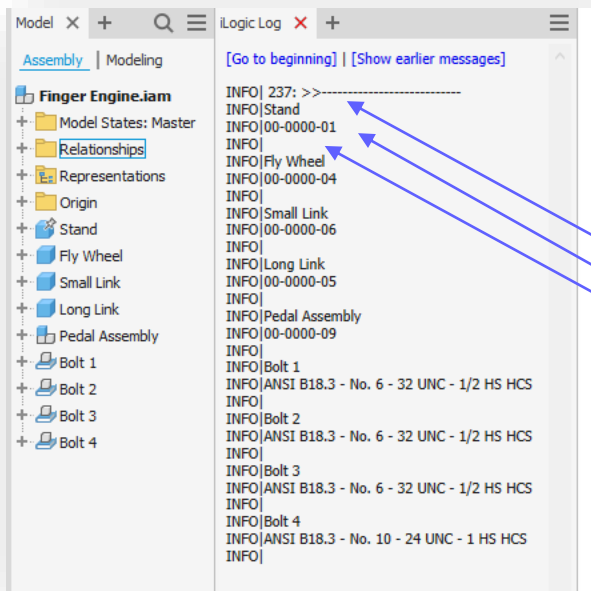 Model
Assembly | Modeling
Finger Engine.iam
Model States: Master
Relationships
Representations
Origin
Stand
Fly Wheel
Small Link
Long Link
Pedal Assembly
Bolt 1
Bolt 2
Bolt 3
Bolt 4
iLogic Log
[Go to beginning] | [Show earlier messages]
INFO| 237: >>---------------------------
INFO|Stand
INFO|00-0000-01
INFO|
INFO|Fly Wheel
INFO|00-0000-04
INFO|
INFO|Small Link
INFO|00-0000-06
INFO|
INFO|Long Link
INFO|00-0000-05
INFO|
INFO|Pedal Assembly
INFO|00-0000-09
INFO|
INFO|Bolt 1
INFO|ANSI B18.3 - No. 6 - 32 UNC - 1/2 HS HCS
INFO|
INFO|Bolt 2
INFO|ANSI B18.3 - No. 6 - 32 UNC - 1/2 HS HCS
INFO|
INFO|Bolt 3
INFO|ANSI B18.3 - No. 6 - 32 UNC - 1/2 HS HCS
INFO|
INFO|Bolt 4
INFO|ANSI B18.3 - No. 10 - 24 UNC - 1 HS HCS
INFO|